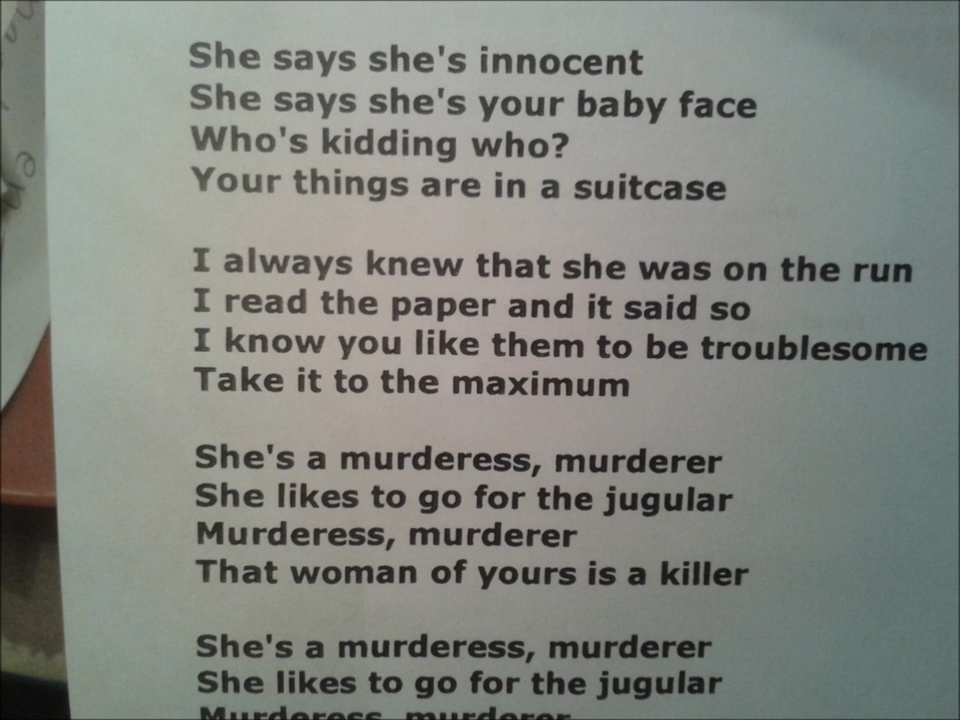 She says she's innocent
She says she's your baby face
Who's kidding who?
Your things are in a suitcase
I always knew that she was on the run
I read the paper and it said so
I know you like them to be troublesome
Take it to the maximum
She's a murderess, murderer
She likes to go for the jugular
Murderess, murderer
That woman of yours is a killer
She's a murderess, murderer
She likes to go for the jugular
Murderess, murderer